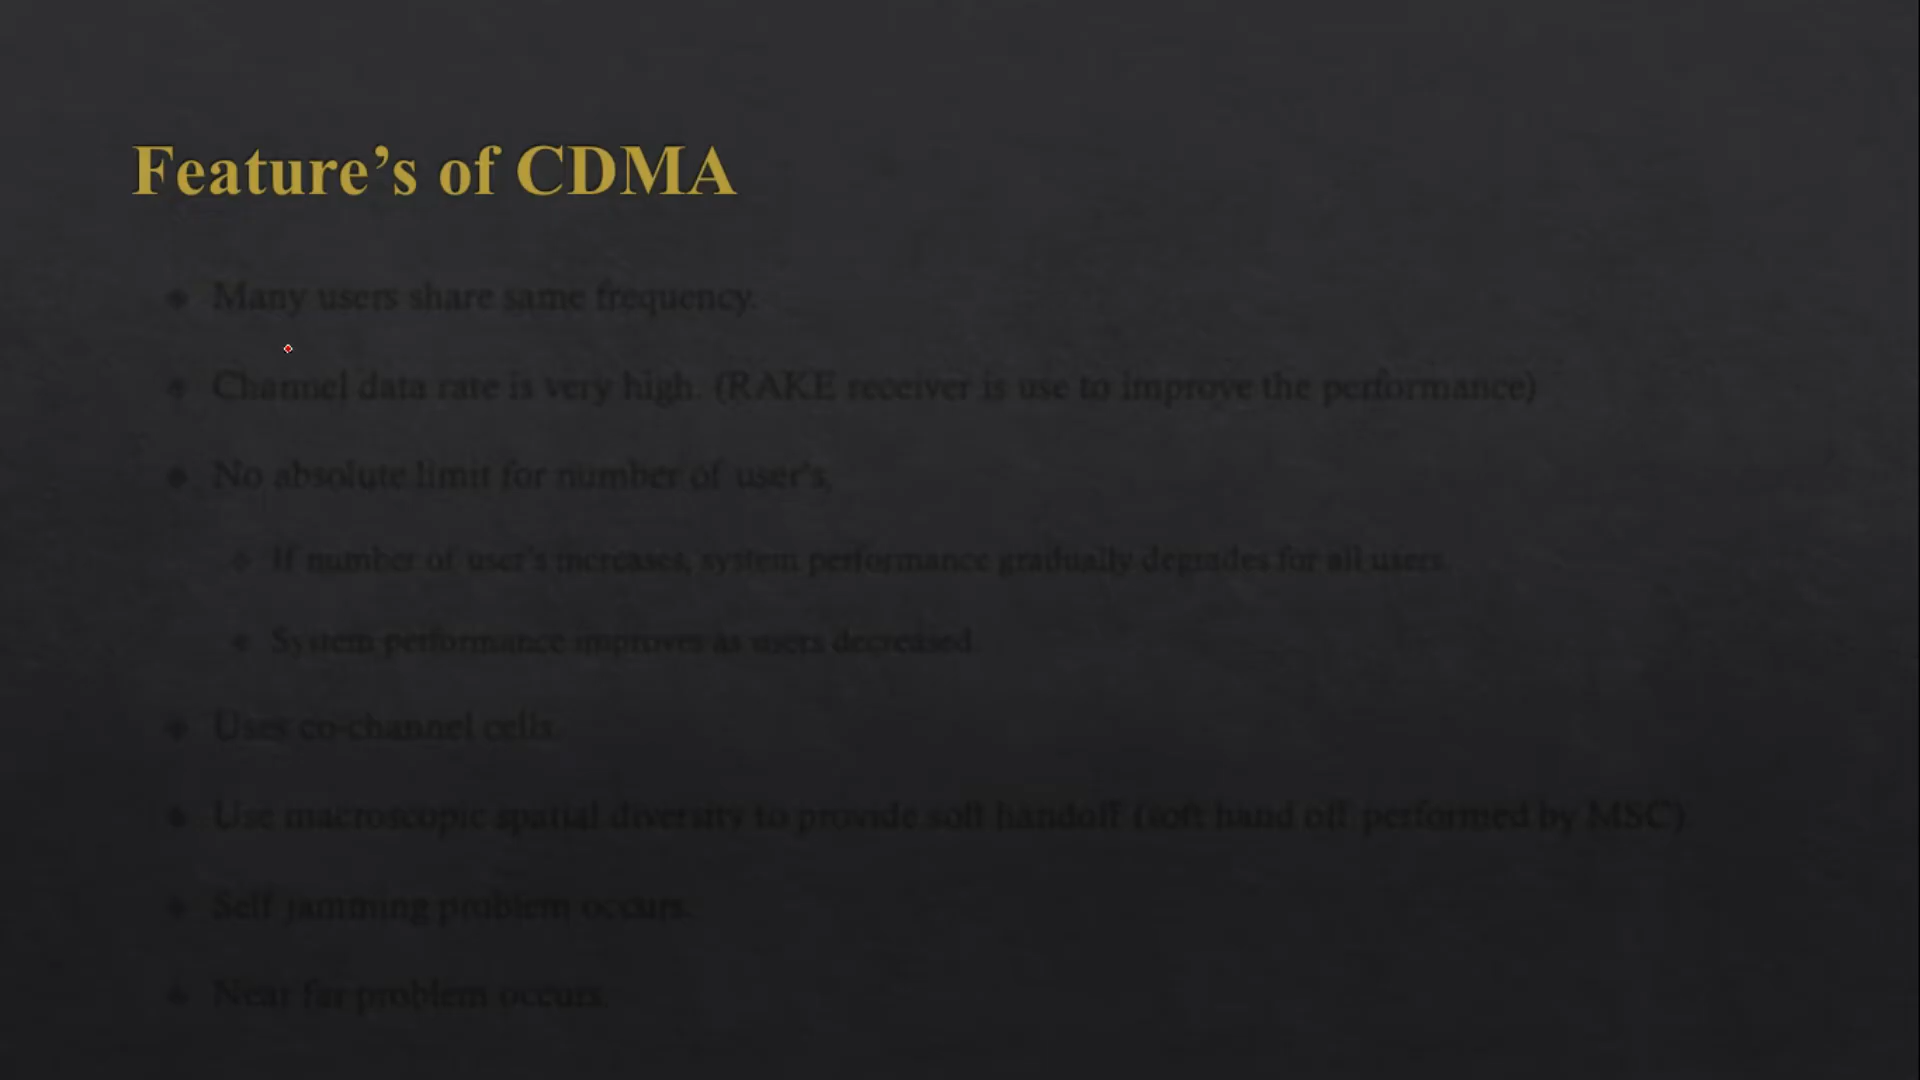 Feature’s of CDMA
Many users share same frequency.
Channel data rate is very high. (RAKE receiver is use to improve the performance)
No absolute limit for number of user's,
If number of user's increases, system performance gradually degrades for all users.
System performance improves as users decreased.
Uses co-channel cells.
Use macroscopic spatial diversity to provide soft handoff (soft hand off performed by MSC)
Self jamming problem occurs.
Near far problem occurs.